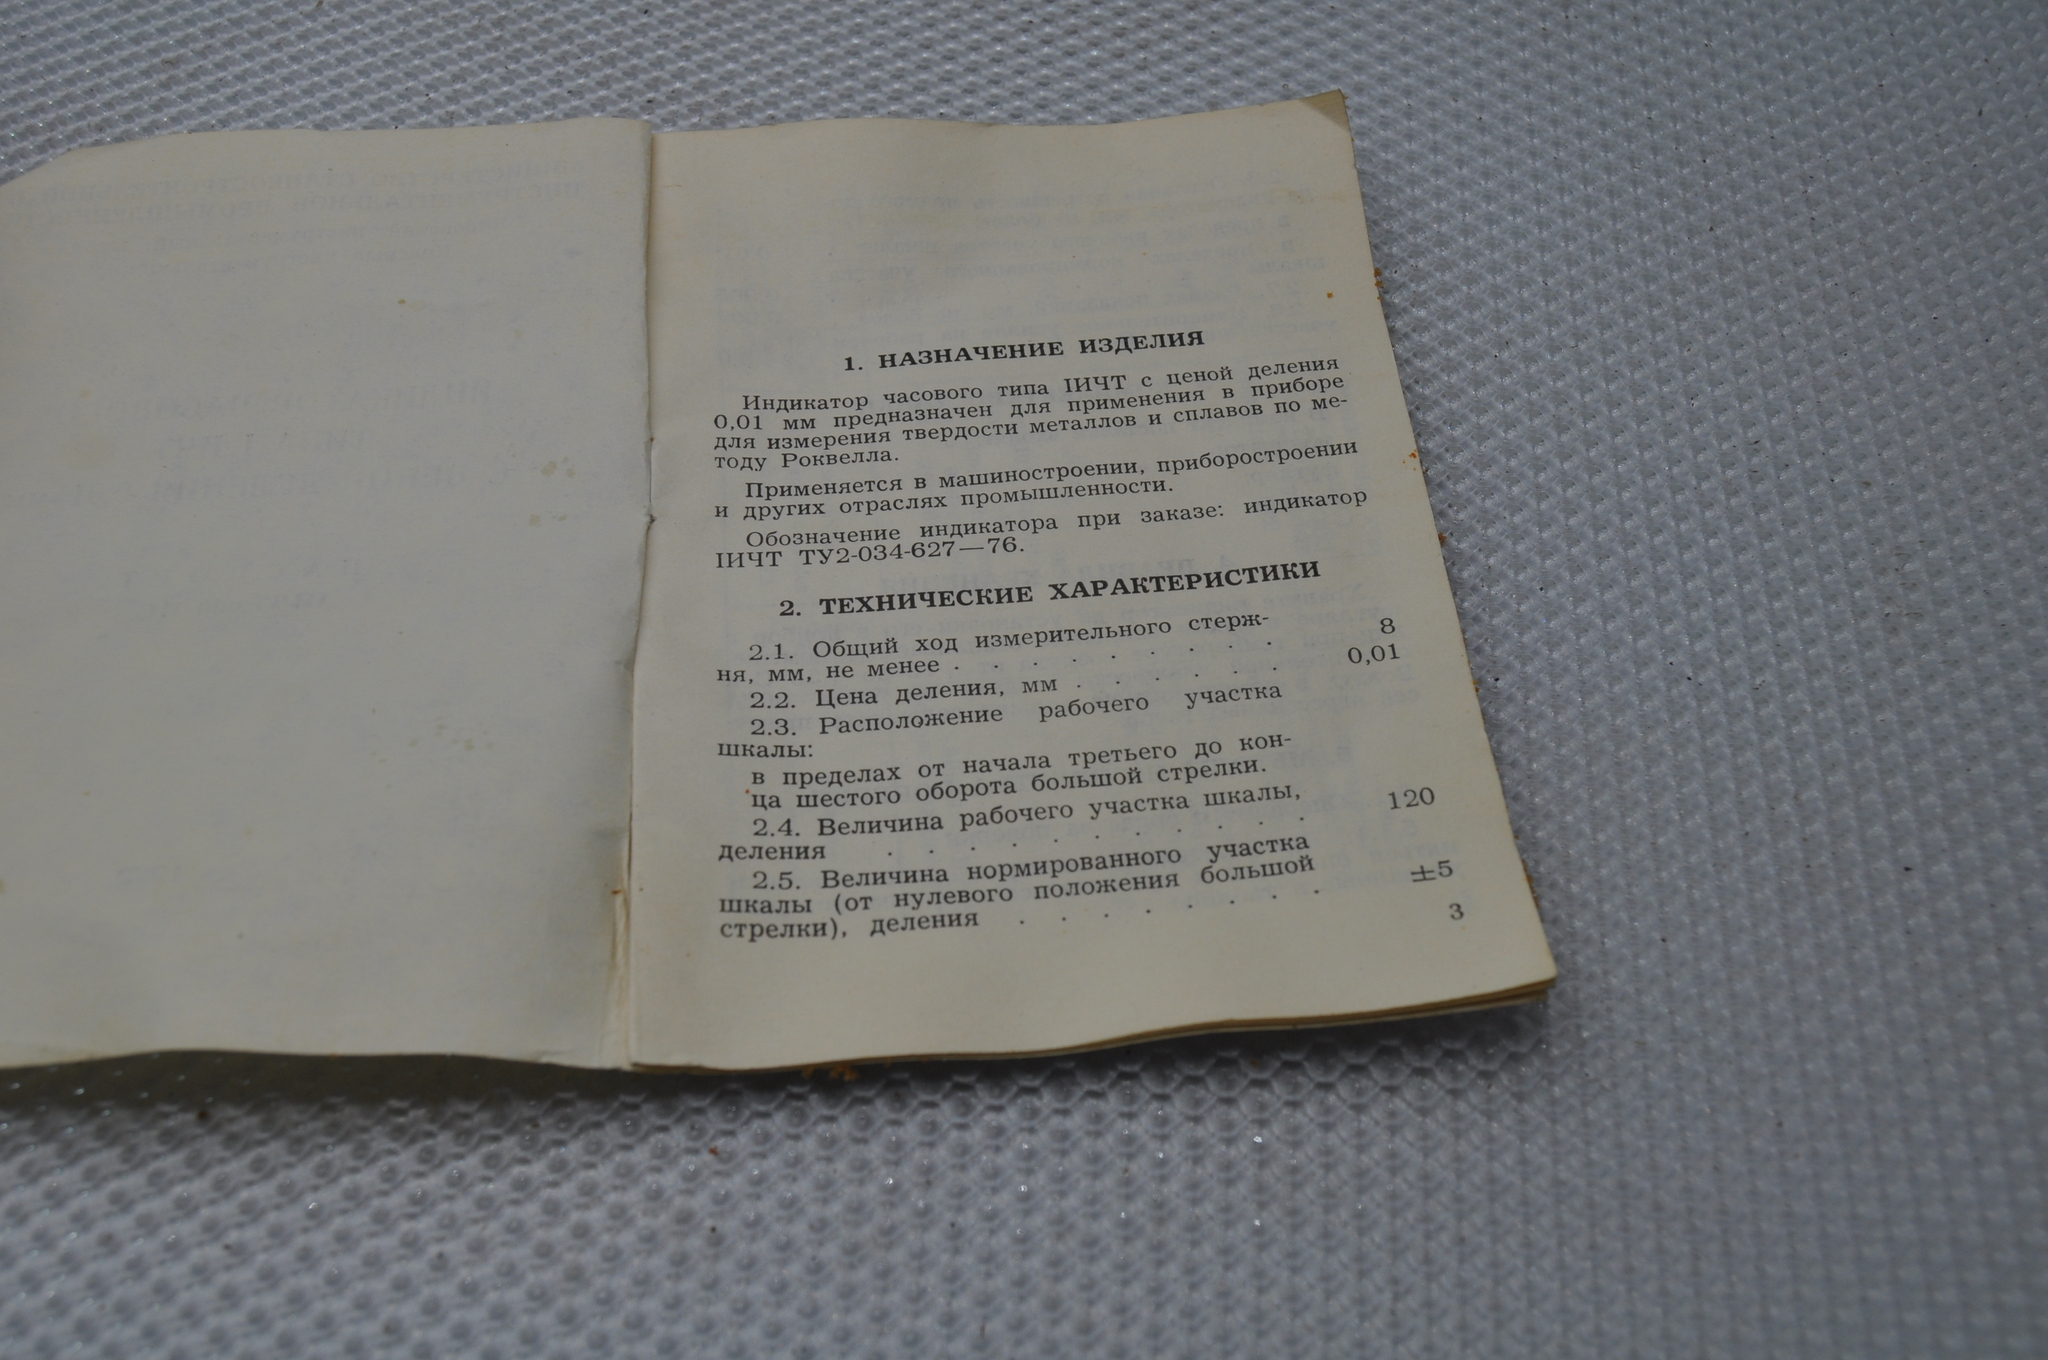 1. НАЗНАЧЕНИЕ ИЗДЕЛИЯ
Индикатор часового типа 1ИЧТ с ценой деления
0,01 мм предназначен для применения в приборе
для измерения твердости металлов и сплавов по ме-
тоду Роквелла.
Применяется в машиностроении, приборостроении
и других отраслях промышленности.
Обозначение индикатора при заказе: индикатор
1ИЧТ ТУ2-034-627—76.
2. ТЕХНИЧЕСКИЕ ХАРАКТЕРИСТИКИ
2.1. Общий ход измерительного стерж-
ня, мм, не менее . . . . . . . . . 8
2.2. Цена деления, мм . . . . . . 0,01
2.3. Расположение рабочего участка
шкалы:
в пределах от начала третьего до кон-
ца шестого оборота большой стрелки.
2.4. Величина рабочего участка шкалы,
деления . . . . . . . . . . . 120
2.5. Величина нормированного участка
шкалы (от нулевого положения большой
стрелки), деления . . . . . . . . ±5
3